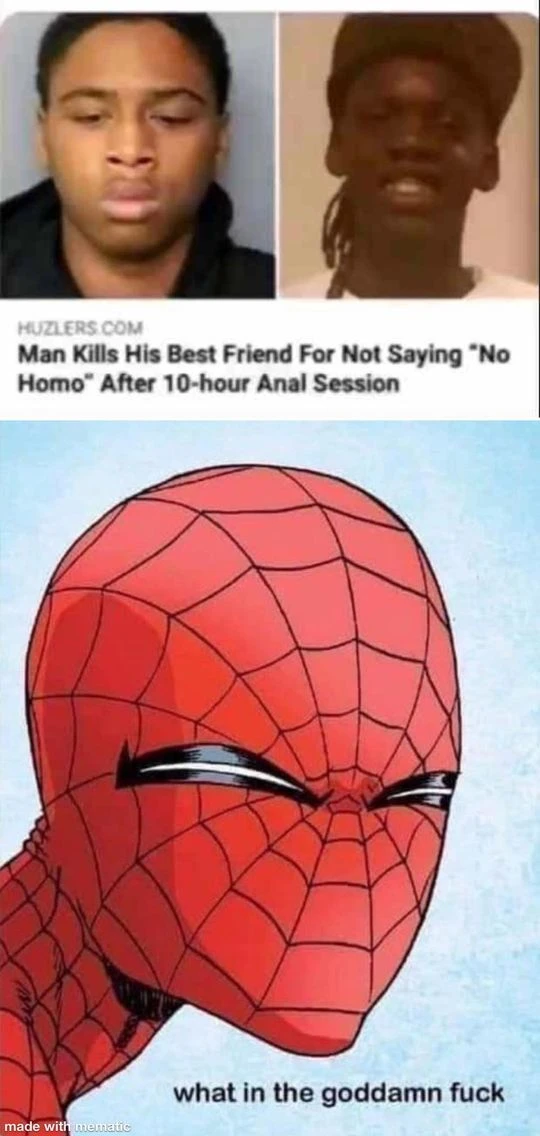 HUZLERS.COM
Man Kills His Best Friend For Not Saying "No
Homo" After 10-hour Anal Session
what in the goddamn fuck
made with mematic